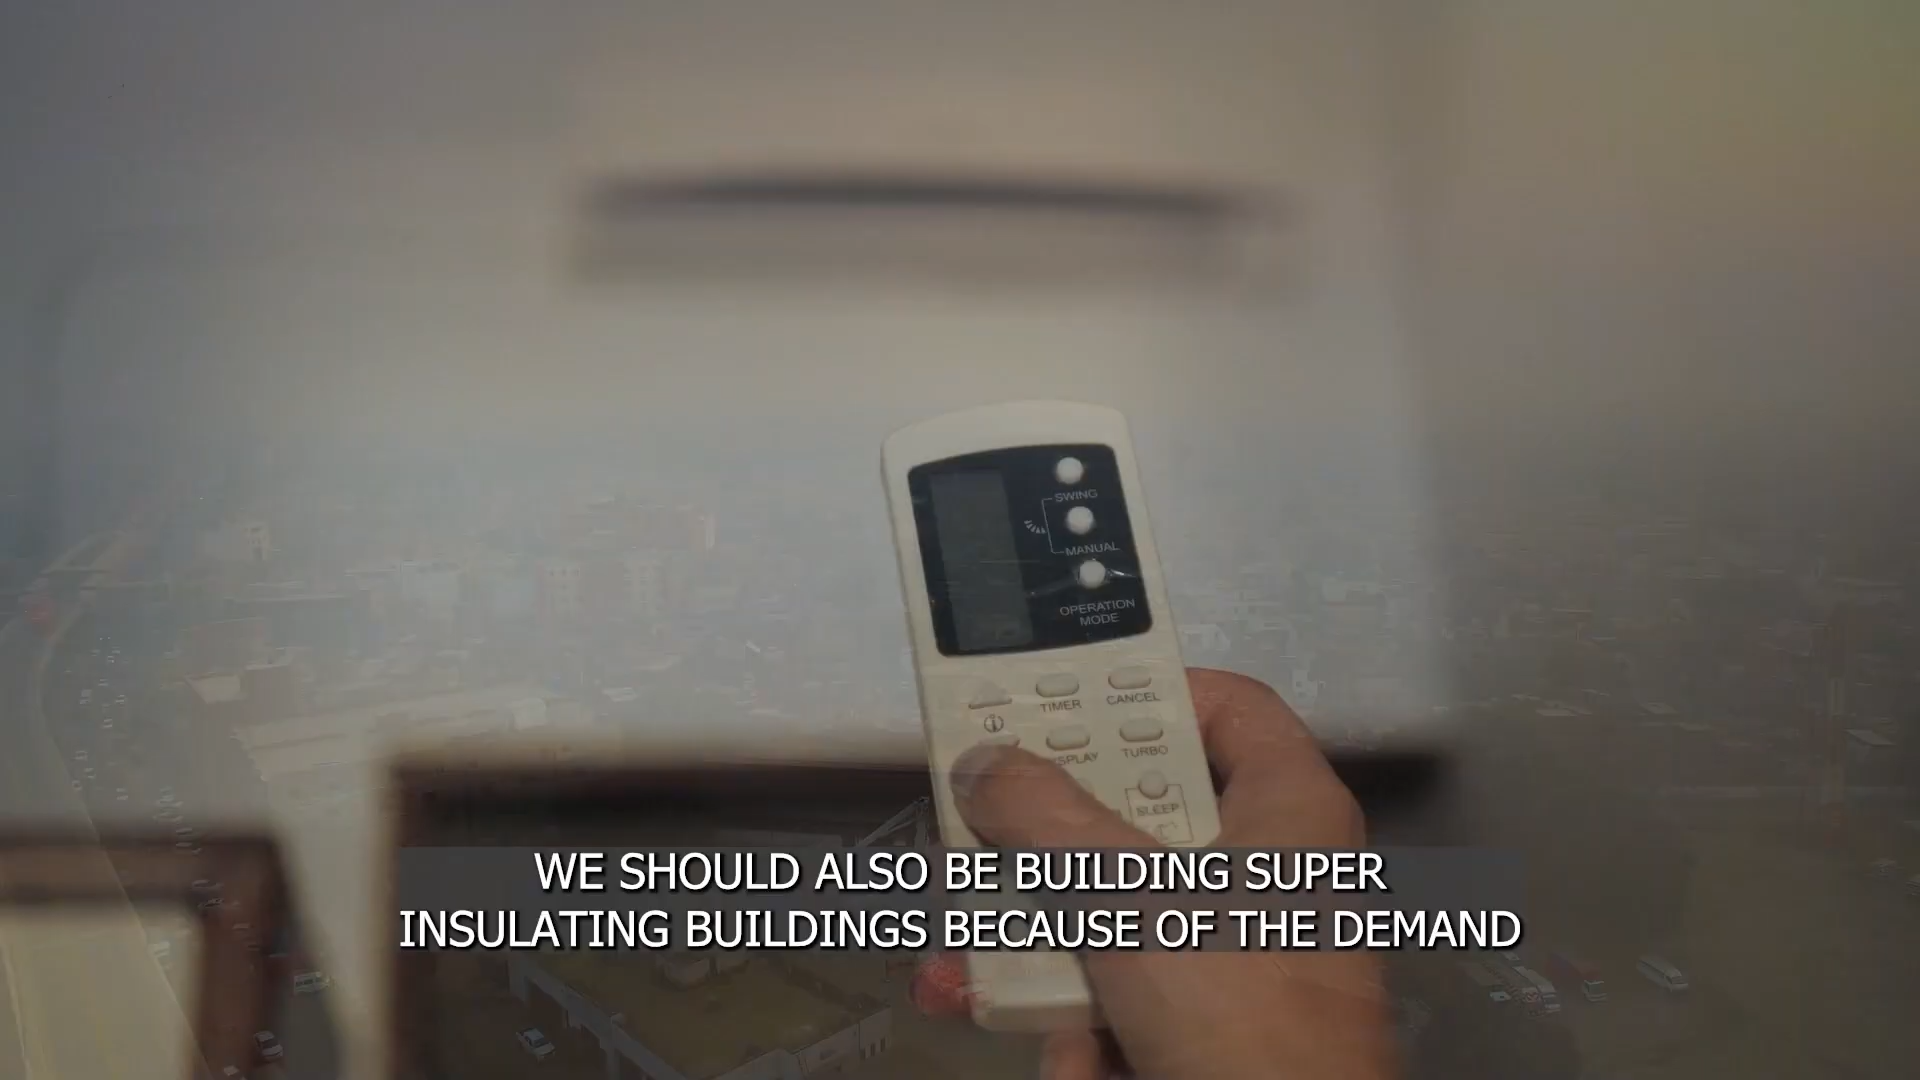 SWING
MANUAL
OPERATION
MODE
TIMER
CANCEL
TURBO
SLEEP
WE SHOULD ALSO BE BUILDING SUPER
INSULATING BUILDINGS BECAUSE OF THE DEMAND